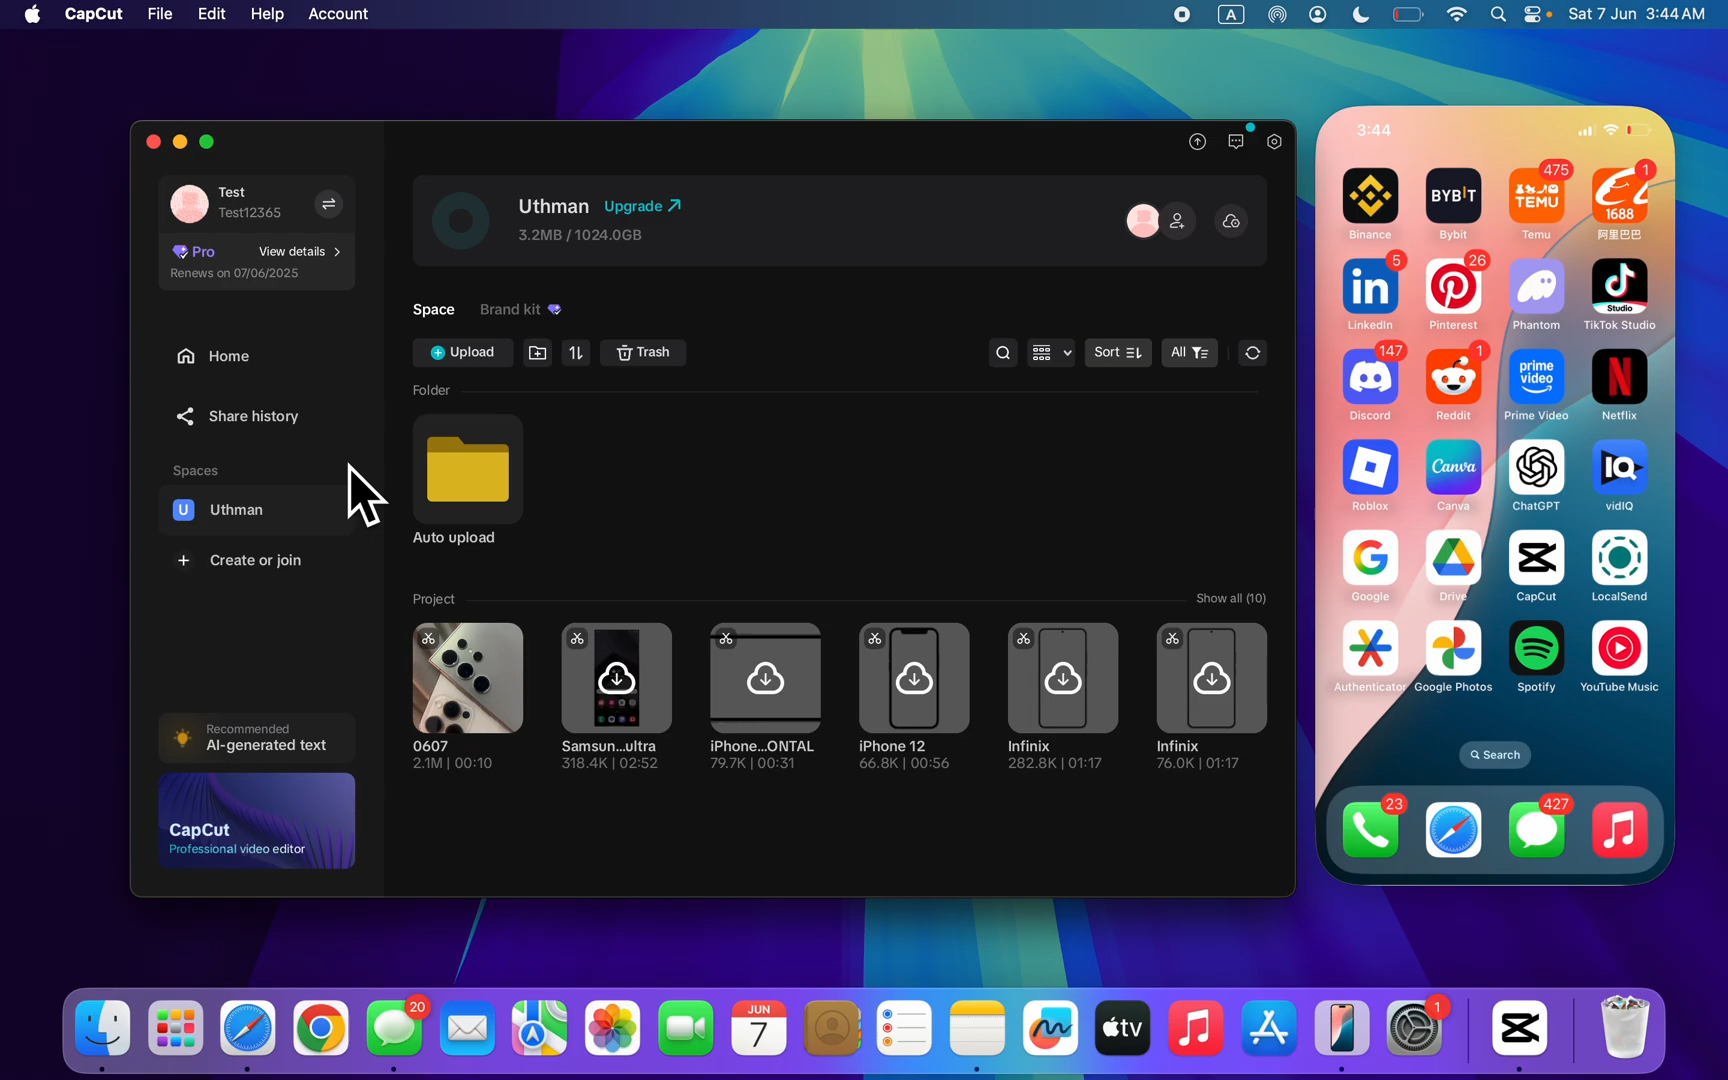 CapCut File Edit Help Account
A
Sat 7 Jun 3:44 AM
Test
Test12365
Pro View details
Renews on 07/06/2025
Home
Share history
Spaces
U Uthman
Create or join
Recommended
AI-generated text
CapCut
Professional video editor
Uthman Upgrade
3.2MB / 1024.0GB
Space Brand kit
Upload Trash Sort All
Folder
Auto upload
Project Show all (10)
0607 Samsun...ultra iPhone...ONTAL iPhone 12 Infinix Infinix
2.1M | 00:10 318.4K | 02:52 79.7K | 00:31 66.8K | 00:56 282.8K | 01:17 76.0K | 01:17
3:44
475 1
BYBIT TEMU 1688
Binance Bybit Temu 阿里巴巴
5 26
in Studio
LinkedIn Pinterest Phantom TikTok Studio
147 1
prime video N
Discord Reddit Prime Video Netflix
Canva IQ
Roblox Canva ChatGPT vidIQ
Google Drive CapCut LocalSend
Authenticator Google Photos Spotify YouTube Music
Search
23 427
20 JUN 1
7 tv